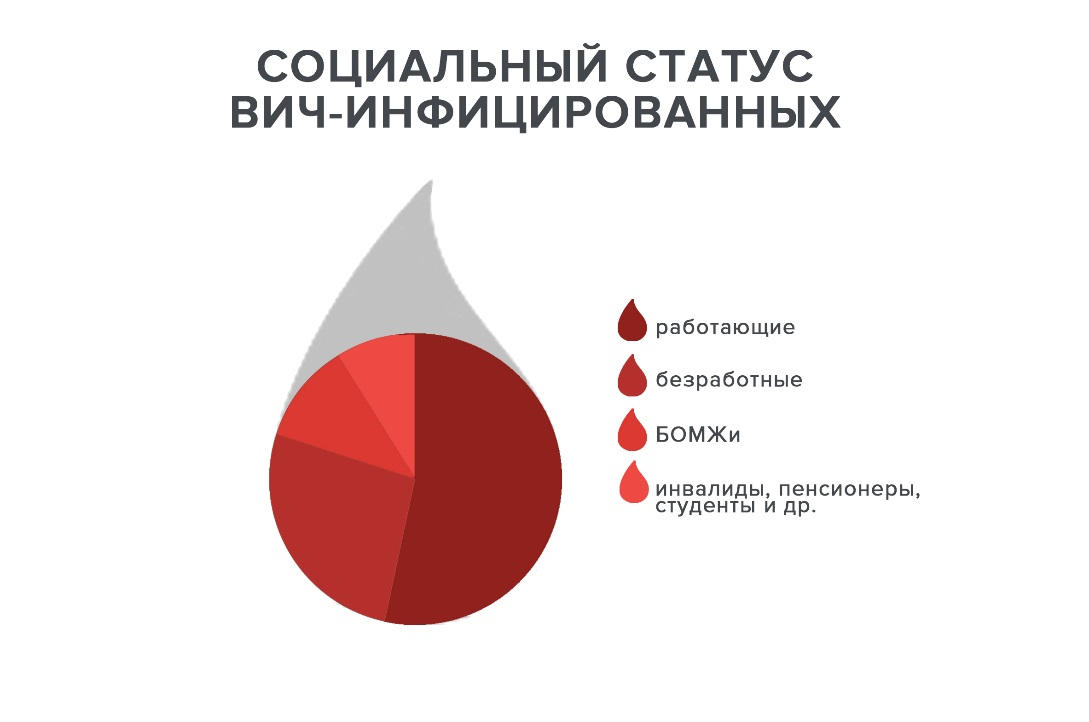 СОЦИАЛЬНЫЙ СТАТУС
ВИЧ-ИНФИЦИРОВАННЫХ
работающие
безработные
БОМЖи
инвалиды, пенсионеры,
студенты и др.